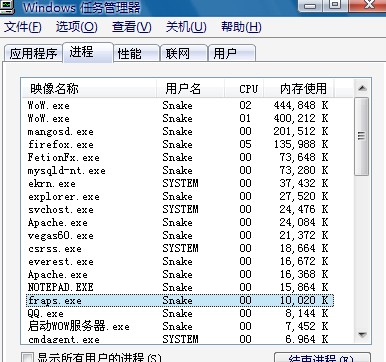 Windows 任务管理器
文件(F) 选项(O) 查看(V) 关机(U) 帮助(H)
应用程序 进程 性能 联网 用户
映像名称 用户名 CPU 内存使用
WoW.exe Snake 02 444,848 K
WoW.exe Snake 01 400,212 K
mangosd.exe Snake 00 201,512 K
firefox.exe Snake 05 135,988 K
FetionFx.exe Snake 00 73,648 K
mysqld-nt.exe Snake 00 73,280 K
ekrn.exe SYSTEM 00 37,432 K
explorer.exe Snake 00 27,520 K
svchost.exe SYSTEM 00 24,476 K
Apache.exe Snake 00 24,084 K
vegas60.exe Snake 00 21,372 K
csrss.exe SYSTEM 00 18,664 K
everest.exe Snake 00 16,672 K
Apache.exe Snake 00 16,368 K
NOTEPAD.EXE Snake 00 15,864 K
fraps.exe Snake 00 10,020 K
QQ.exe Snake 00 8,144 K
启动WOW服务器.exe Snake 00 7,452 K
cmdagent.exe SYSTEM 00 6,964 K
显示所有用户的进程(S) 结束进程(E)